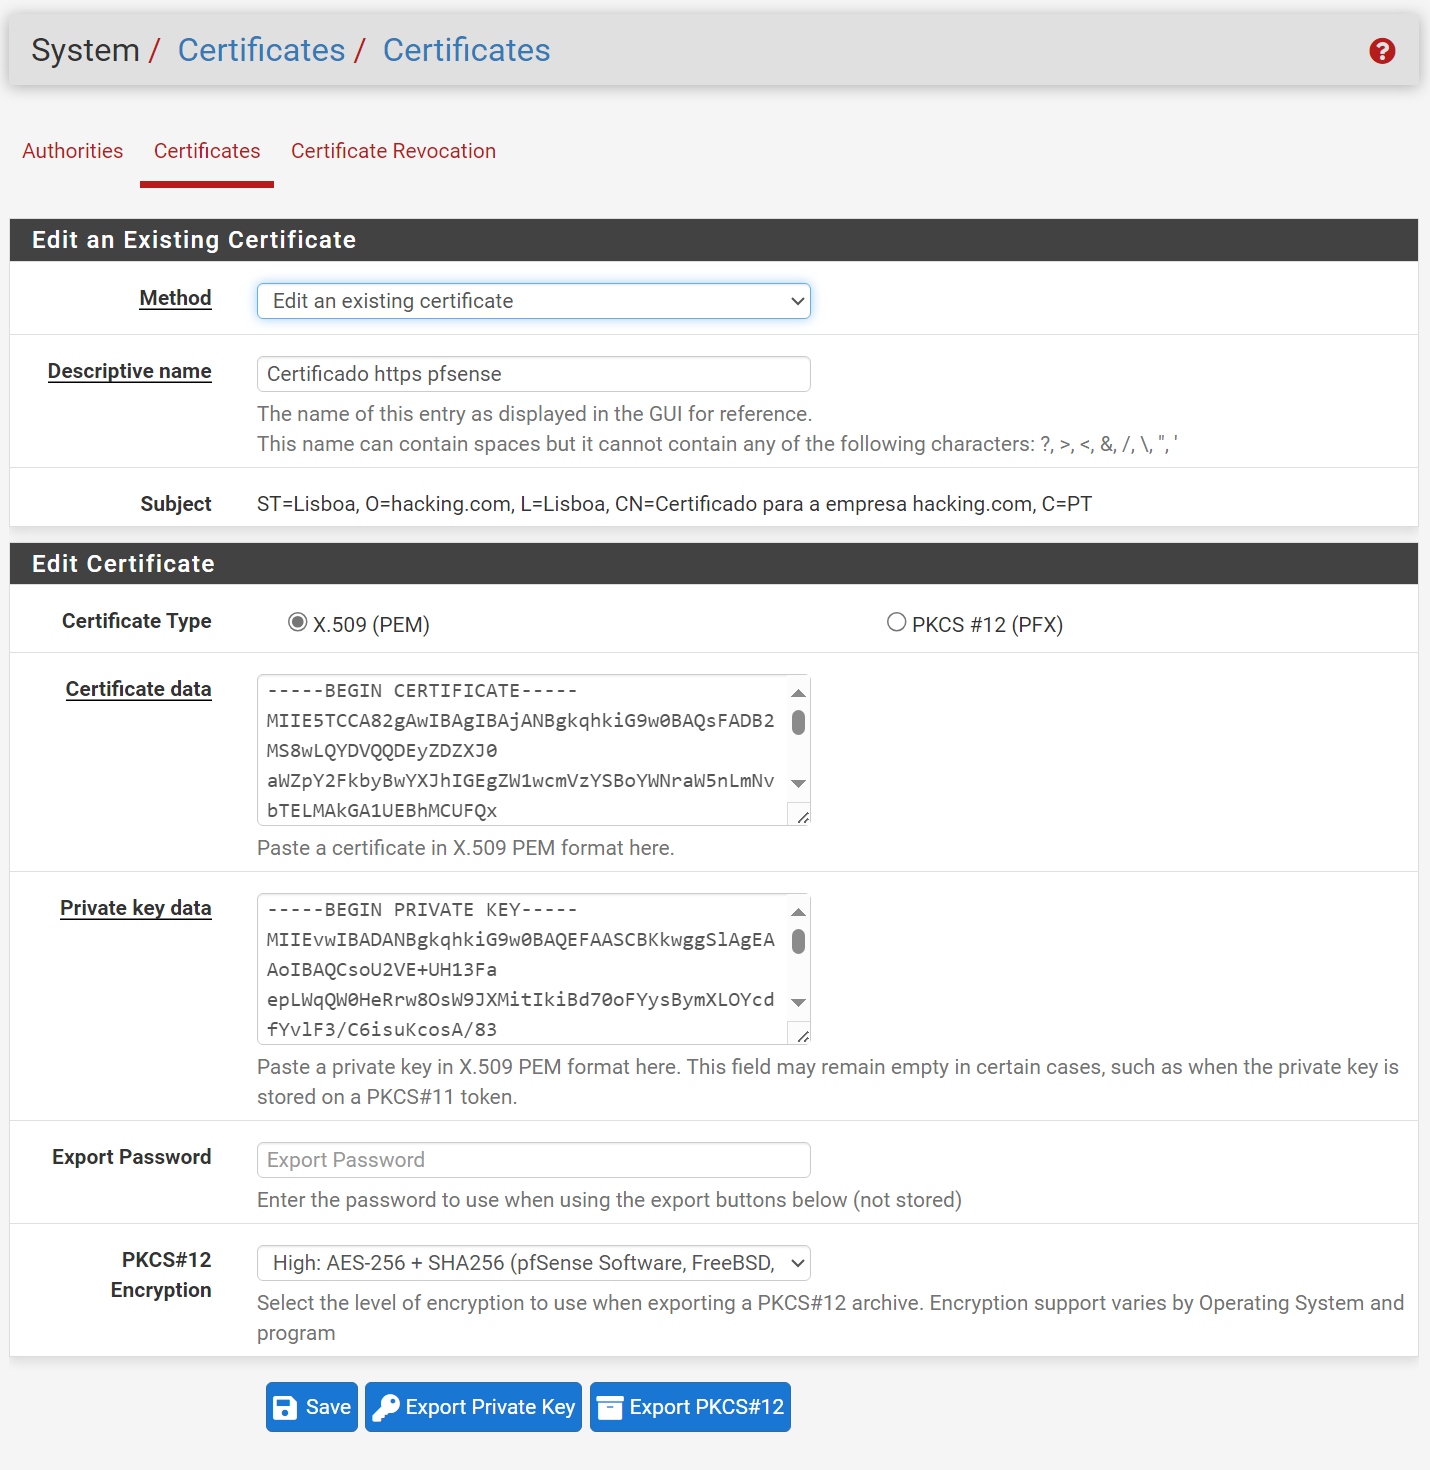 System / Certificates / Certificates
Authorities Certificates Certificate Revocation
Edit an Existing Certificate
Method Edit an existing certificate
Descriptive name Certificado https pfsense
The name of this entry as displayed in the GUI for reference.
This name can contain spaces but it cannot contain any of the following characters: ?, >, <, &, /, \, ", '
Subject ST=Lisboa, O=hacking.com, L=Lisboa, CN=Certificado para a empresa hacking.com, C=PT
Edit Certificate
Certificate Type X.509 (PEM) PKCS #12 (PFX)
Certificate data -----BEGIN CERTIFICATE-----
MIIE5TCCA82gAwIBAgIBAjANBgkqhkiG9w0BAQsFADB2
MS8wLQYDVQQDEyZDZXJ0
aWZpY2FkbyBwYXJhIGEgZW1wcmVzYSBoYWNraW5nLmNv
bTELMAkGA1UEBhMCUFQx
Paste a certificate in X.509 PEM format here.
Private key data -----BEGIN PRIVATE KEY-----
MIIEvwIBADANBgkqhkiG9w0BAQEFAASCBKkwggSlAgEA
AoIBAQCsoU2VE+UH13Fa
epLWqQW0HeRrw8OsW9JXMitIkiBd70oFYysBymXLOYcd
fYvlF3/C6isuKcosA/83
Paste a private key in X.509 PEM format here. This field may remain empty in certain cases, such as when the private key is
stored on a PKCS#11 token.
Export Password Export Password
Enter the password to use when using the export buttons below (not stored)
PKCS#12
Encryption High: AES-256 + SHA256 (pfSense Software, FreeBSD,
Select the level of encryption to use when exporting a PKCS#12 archive. Encryption support varies by Operating System and
program
Save Export Private Key Export PKCS#12